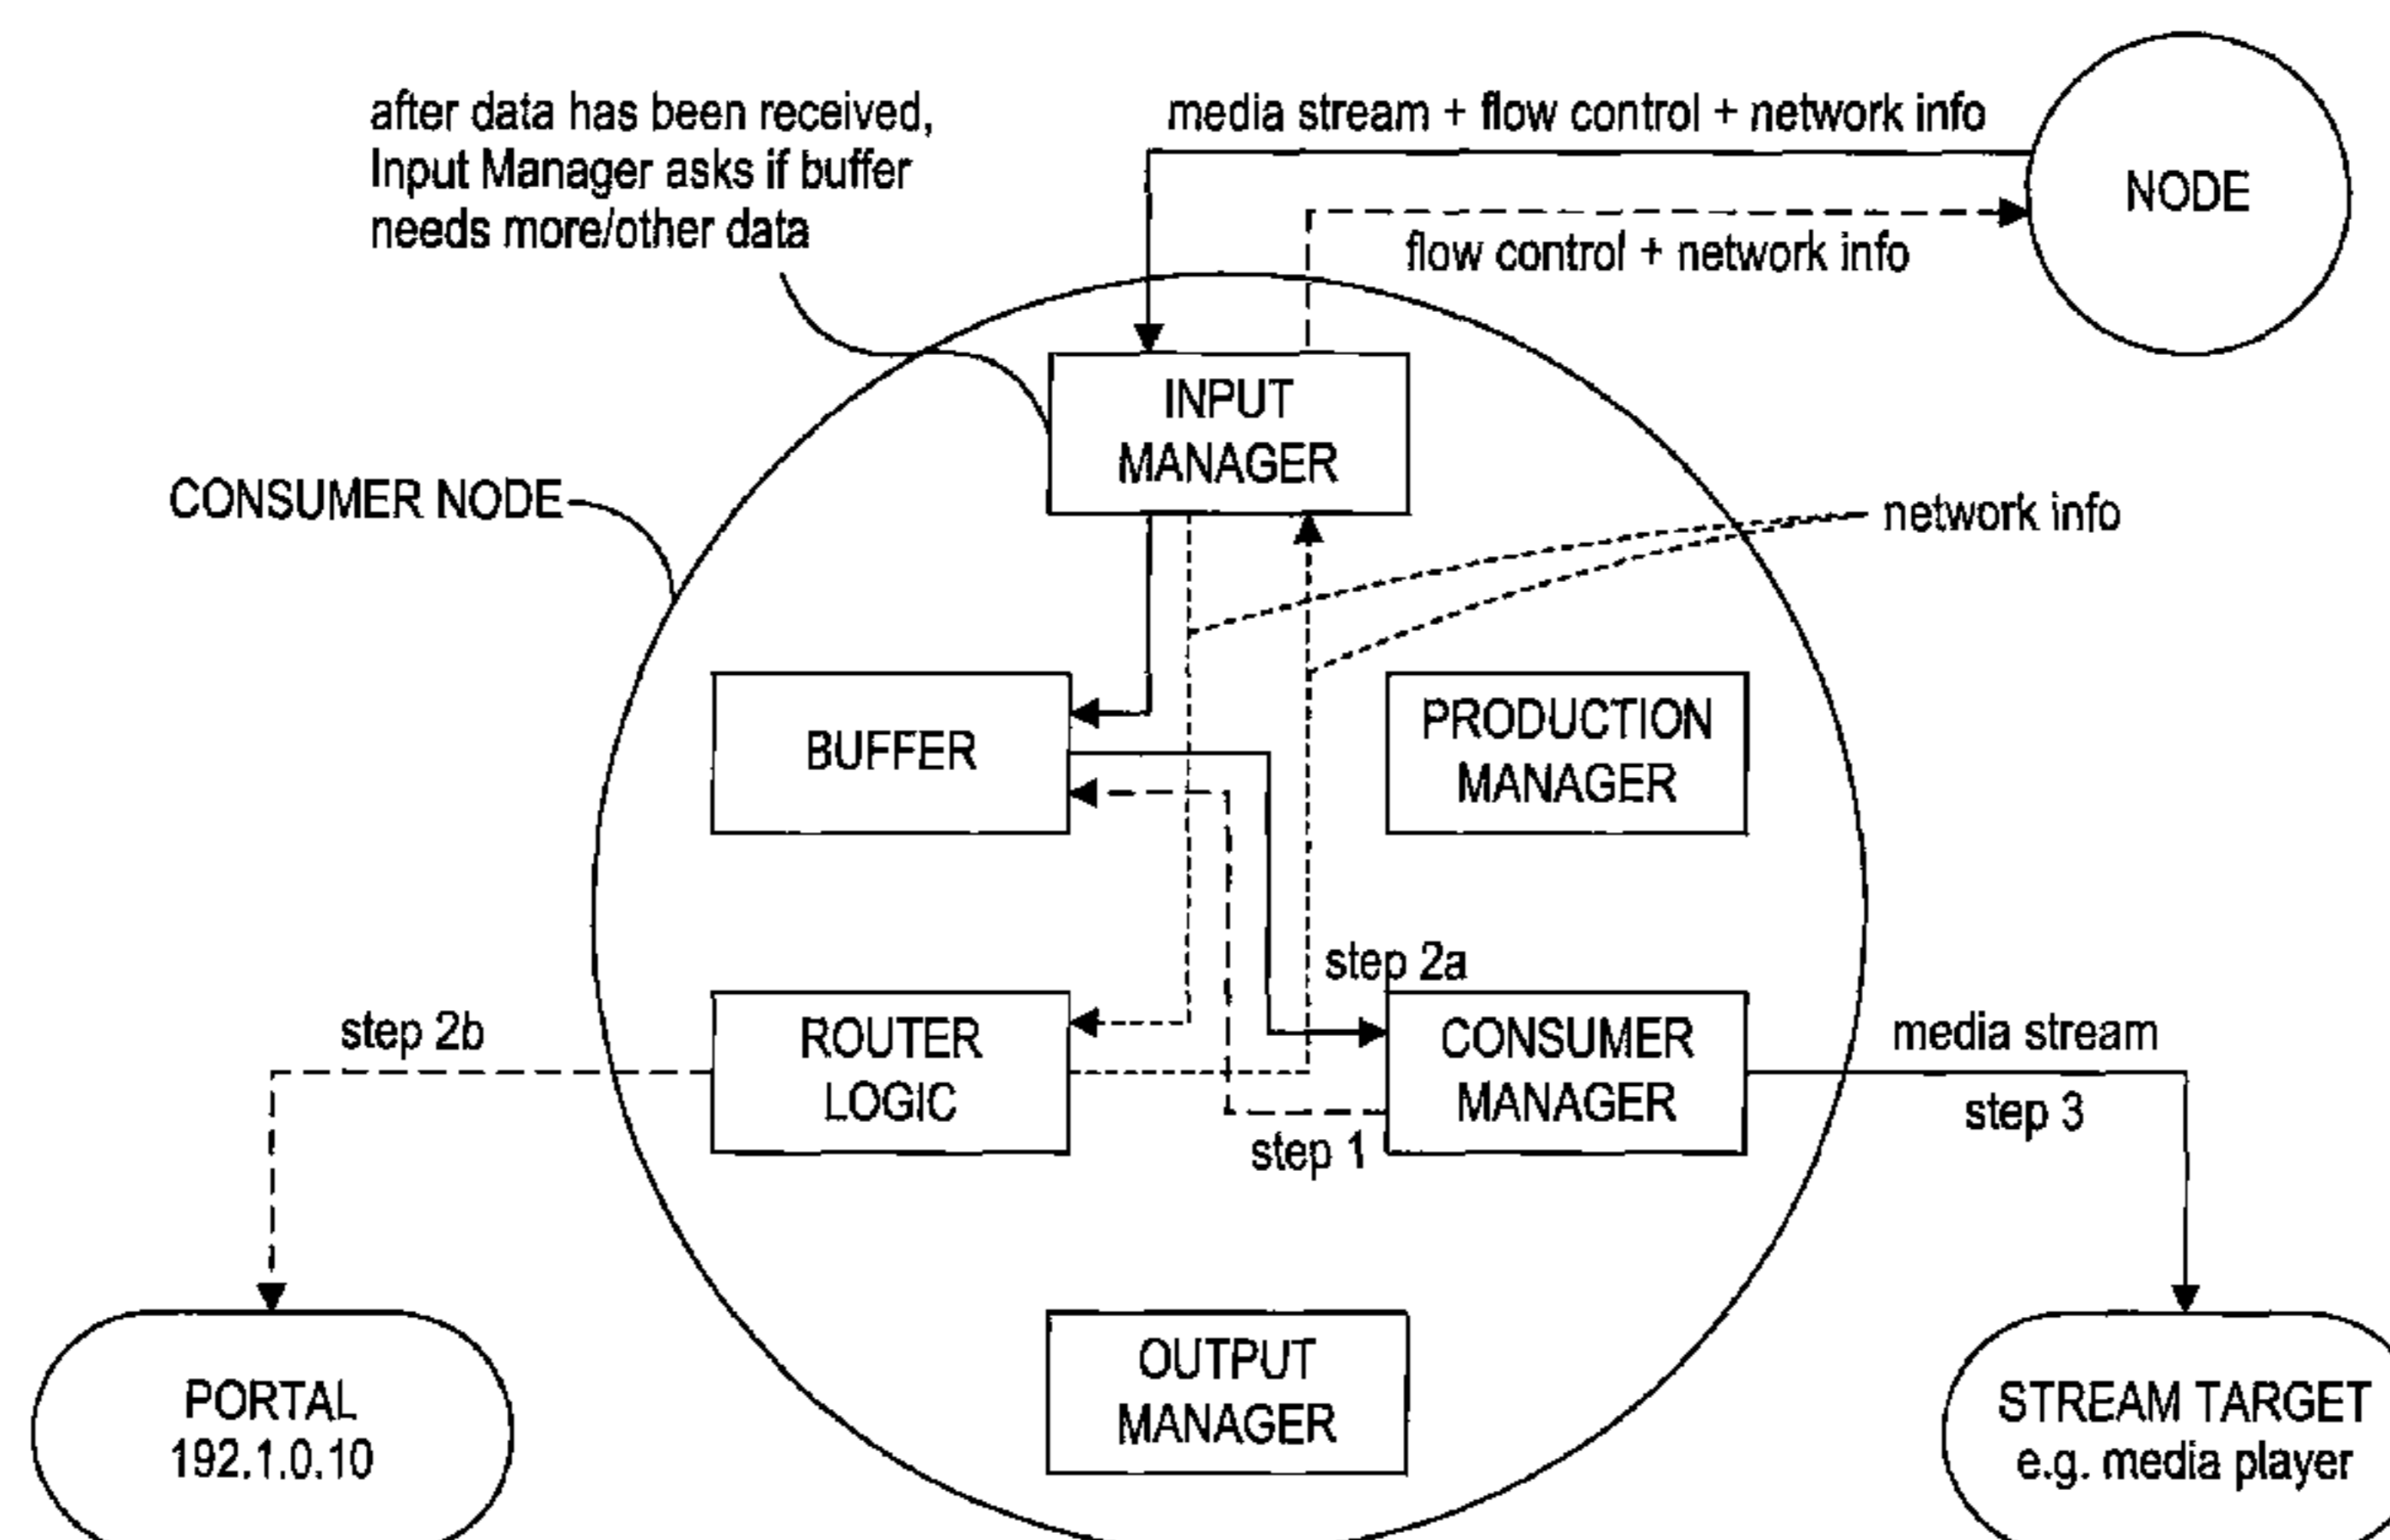 after data has been received,
Input Manager asks if buffer
needs more/other data
media stream + flow control + network info
NODE
flow control + network info
INPUT
MANAGER
CONSUMER NODE
network info
BUFFER
PRODUCTION
MANAGER
step 2a
step 2b
ROUTER
LOGIC
CONSUMER
MANAGER
media stream
step 3
step 1
OUTPUT
MANAGER
PORTAL
192.1.0.10
STREAM TARGET
e.g. media player